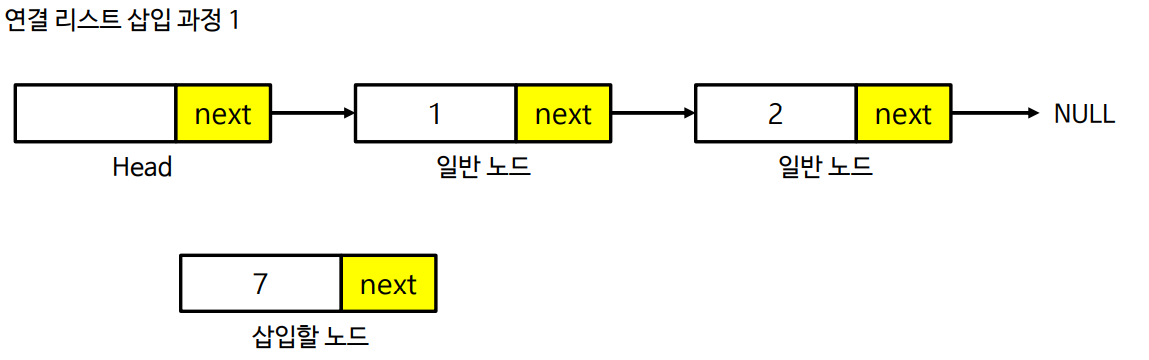 연결 리스트 삽입 과정 1
next 1 next 2 next NULL
Head 일반 노드 일반 노드
7 next
삽입할 노드